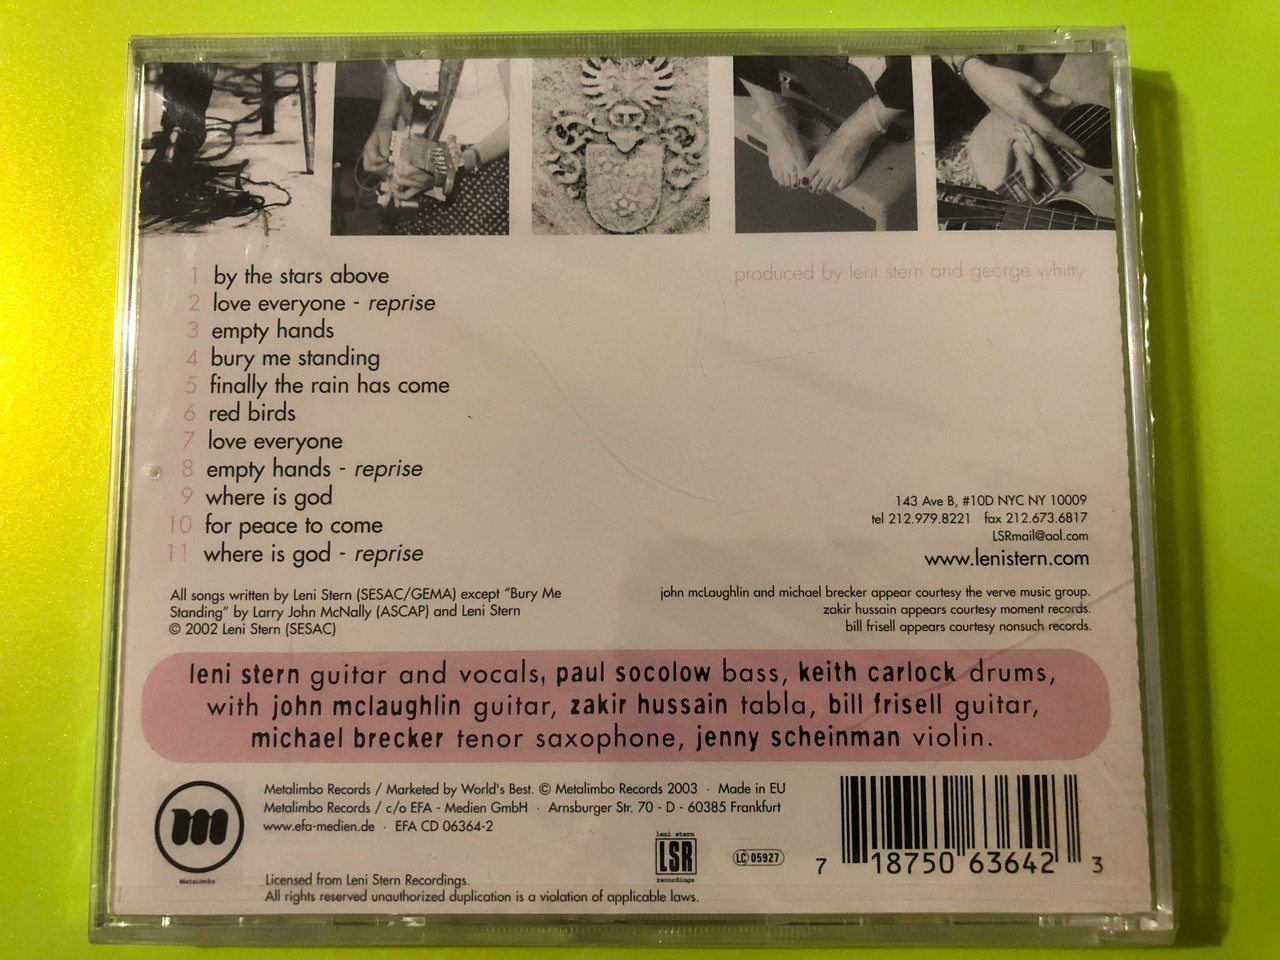 1 by the stars above
2 love everyone - reprise
3 empty hands
4 bury me standing
5 finally the rain has come
6 red birds
7 love everyone
8 empty hands - reprise
9 where is god
10 for peace to come
11 where is god - reprise
produced by leni stern and george whitty
143 Ave B, #10D NYC NY 10009
tel 212.979.8221 fax 212.673.6817
LSRmail@aol.com
www.lenistern.com
All songs written by Leni Stern (SESAC/GEMA) except "Bury Me
Standing" by Larry John McNally (ASCAP) and Leni Stern
© 2002 Leni Stern (SESAC)
john mcLaughlin and michael brecker appear courtesy the verve music group.
zakir hussain appears courtesy moment records.
bill frisell appears courtesy nonsuch records.
leni stern guitar and vocals, paul socolow bass, keith carlock drums,
with john mclaughlin guitar, zakir hussain tabla, bill frisell guitar,
michael brecker tenor saxophone, jenny scheinman violin.
m
MetaLimbo
Metalimbo Records / Marketed by World's Best. © Metalimbo Records 2003 · Made in EU
Metalimbo Records / c/o EFA - Medien GmbH · Arnsburger Str. 70 - D - 60385 Frankfurt
www.efa-medien.de · EFA CD 06364-2
leni stern
LSR
recordings
LC 05927
7 18750 63642 3
Licensed from Leni Stern Recordings.
All rights reserved unauthorized duplication is a violation of applicable laws.